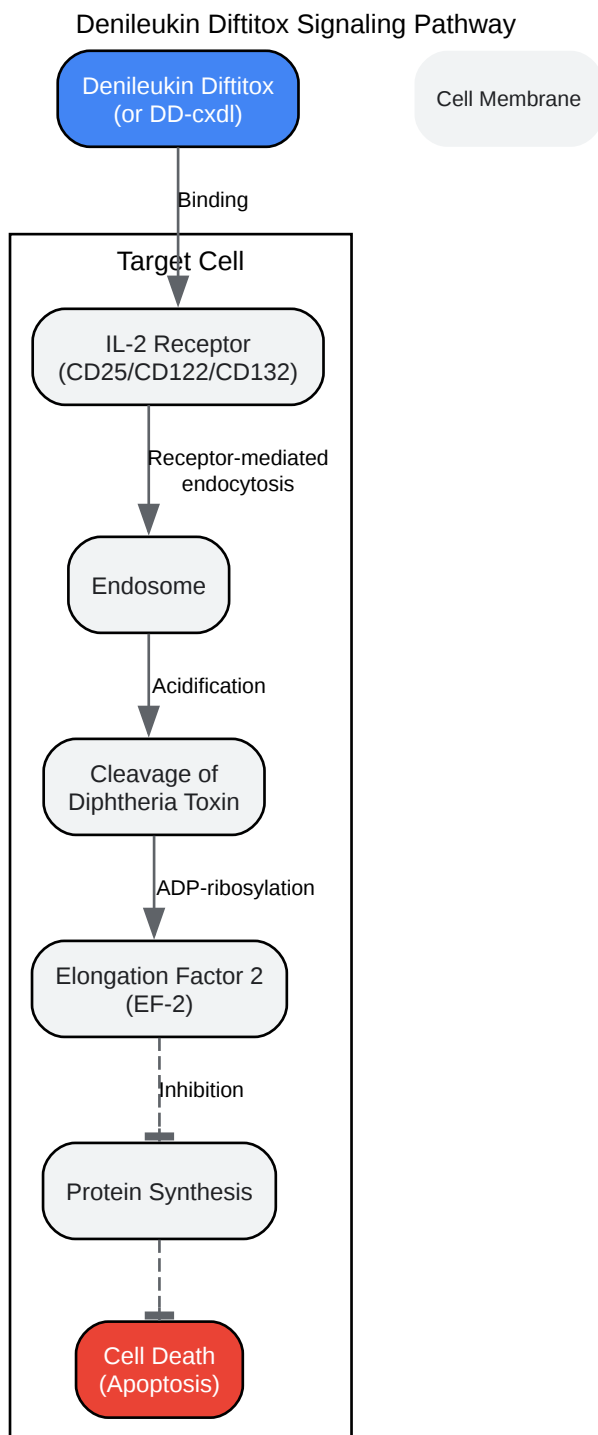 Denileukin Diftitox Signaling Pathway
Denileukin Diftitox
(or DD-cxdl)
Cell Membrane
Binding
Target Cell
IL-2 Receptor
(CD25/CD122/CD132)
Receptor-mediated
endocytosis
Endosome
Acidification
Cleavage of
Diphtheria Toxin
ADP-ribosylation
Elongation Factor 2
(EF-2)
Inhibition
Protein Synthesis
Cell Death
(Apoptosis)